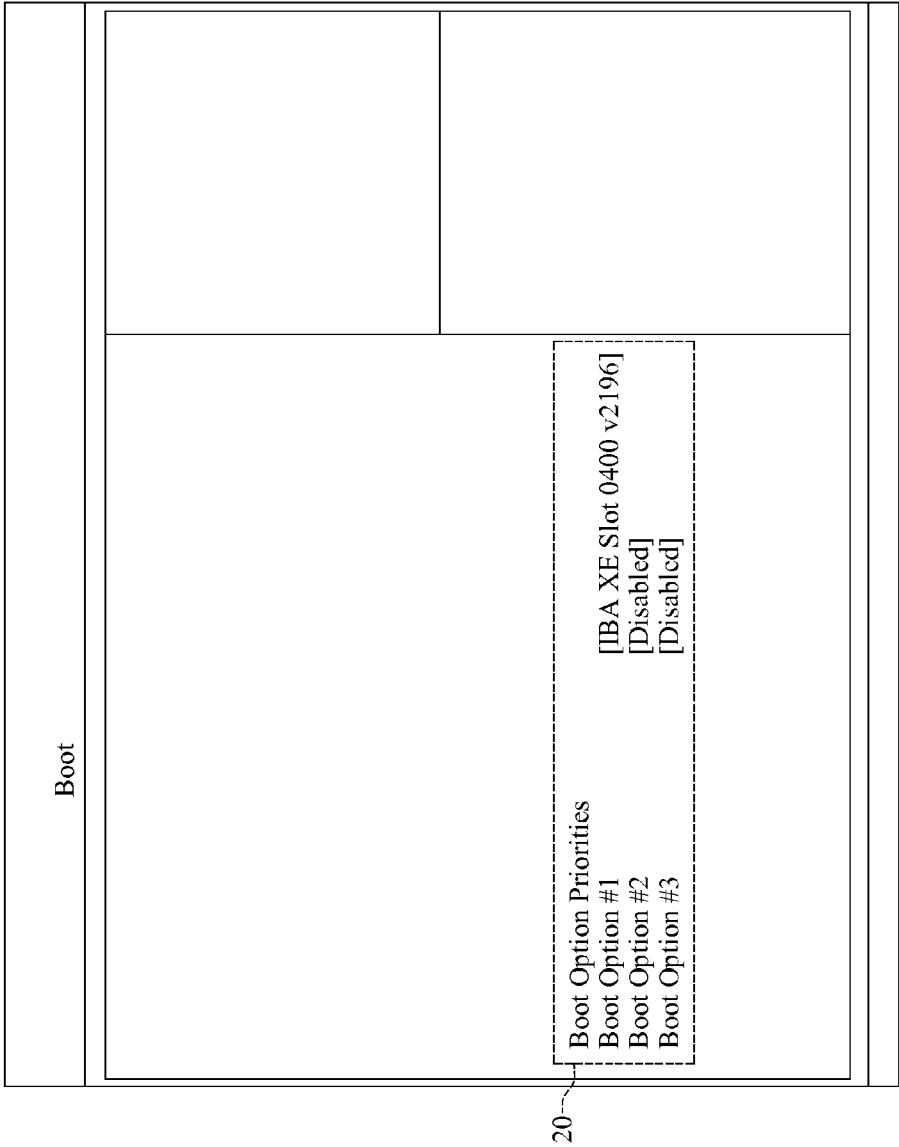 Boot
Boot Option Priorities
Boot Option #1 [IBA XE Slot 0400 v2196]
Boot Option #2 [Disabled]
Boot Option #3 [Disabled]
20